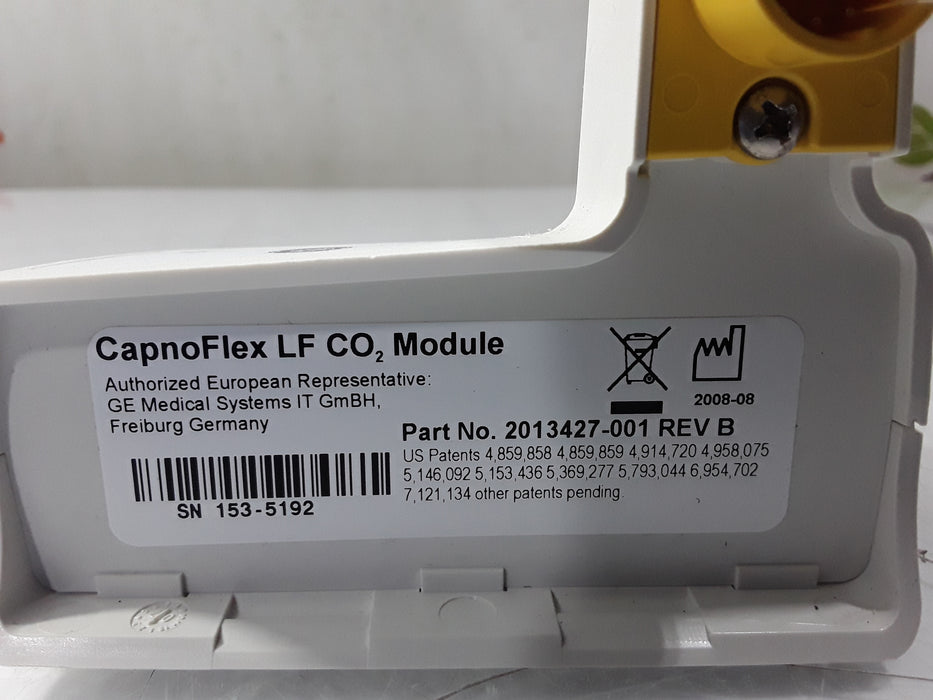 CapnoFlex LF CO₂ Module
Authorized European Representative:
GE Medical Systems IT GmBH,
Freiburg Germany
2008-08
Part No. 2013427-001 REV B
US Patents 4,859,858 4,859,859 4,914,720 4,958,075
5,146,092 5,153,436 5,369,277 5,793,044 6,954,702
7,121,134 other patents pending.
SN 153-5192